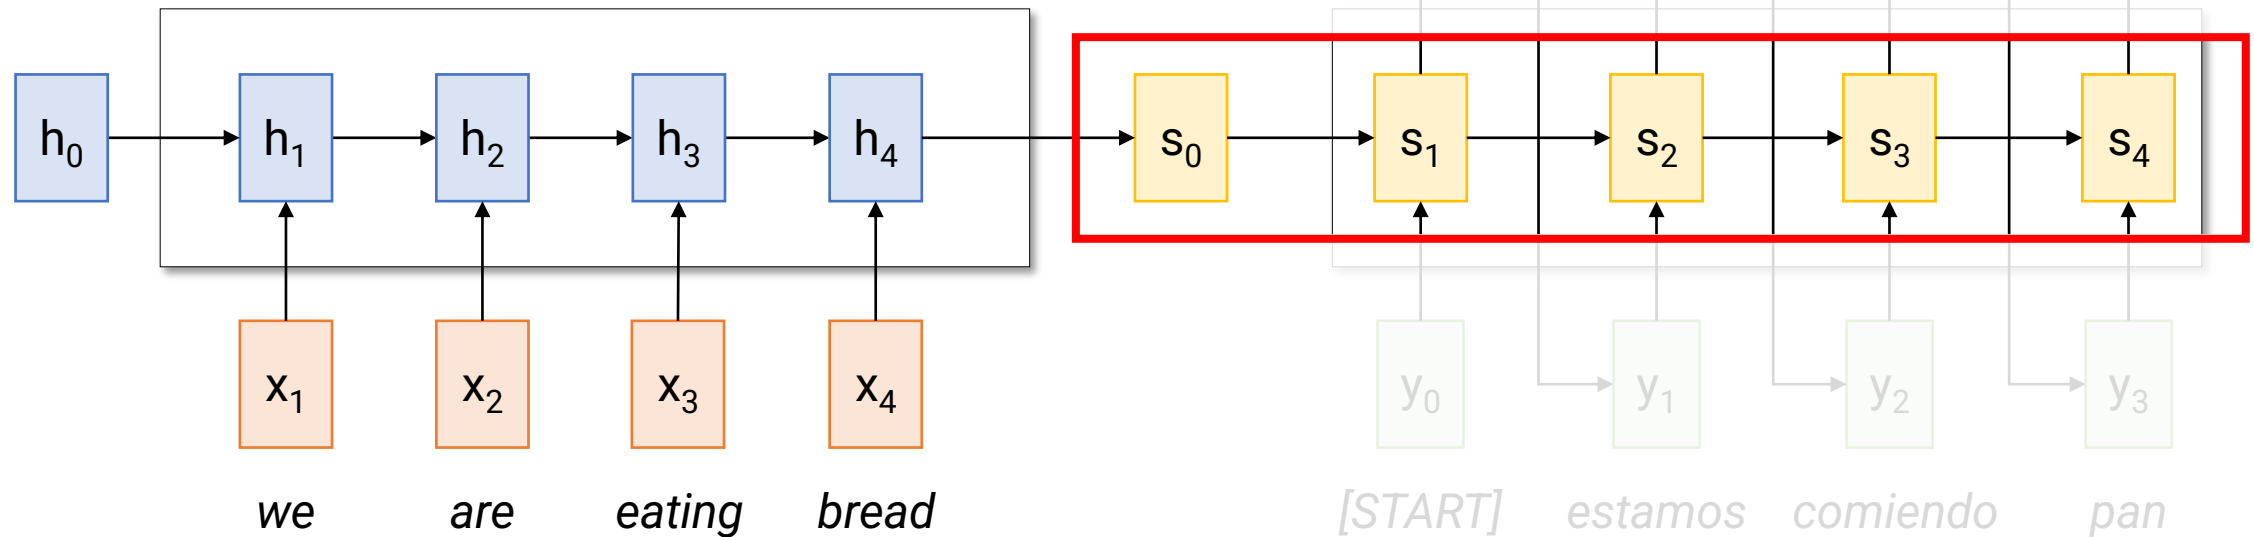 h0 h1 h2 h3 h4 s0 s1 s2 s3 s4
x1 x2 x3 x4 y0 y1 y2 y3
we are eating bread [START] estamos comiendo pan